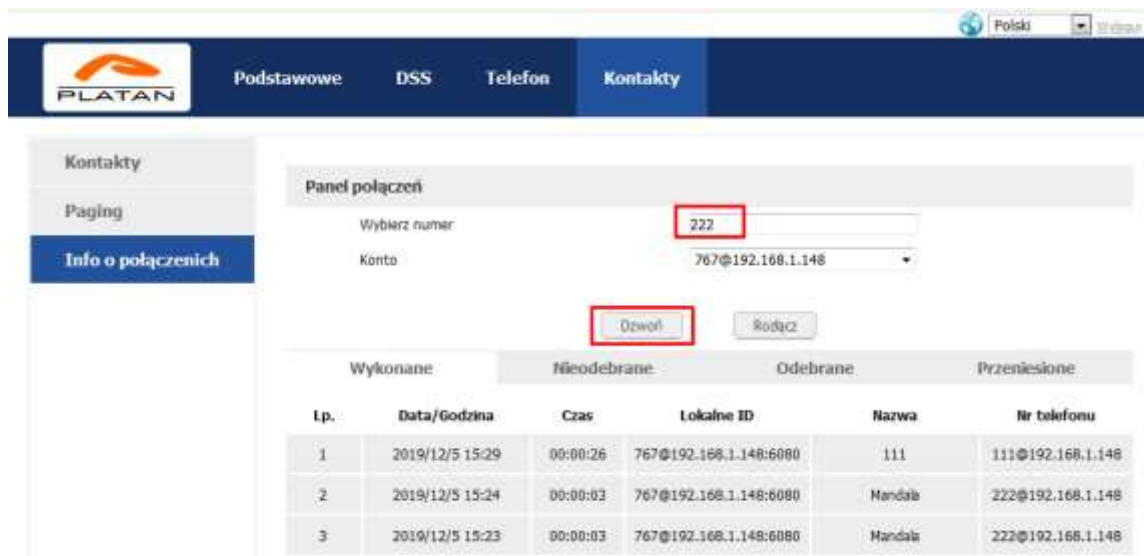 Polski
PLATAN
Podstawowe DSS Telefon Kontakty
Kontakty
Paging
Info o połączenich
Panel połączeń
Wybierz numer 222
Konto 767@192.168.1.148
Dzwoń Rodącz
Wykonane Nieodebrane Odebrane Przeniesione
Lp. Data/Godzina Czas Lokalne ID Nazwa Nr telefonu
1 2019/12/5 15:29 00:00:26 767@192.168.1.148:6080 111 111@192.168.1.148
2 2019/12/5 15:24 00:00:03 767@192.168.1.148:6080 Mandala 222@192.168.1.148
3 2019/12/5 15:23 00:00:03 767@192.168.1.148:6080 Mandala 222@192.168.1.148